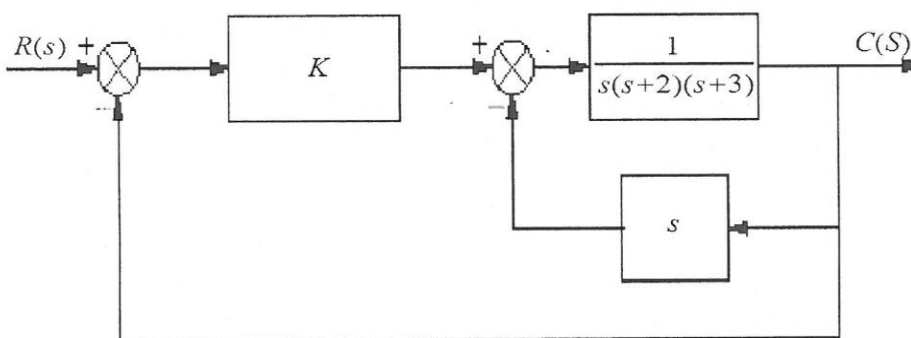 R(s)
+
−
K
+
−
1
s(s+2)(s+3)
C(S)
s